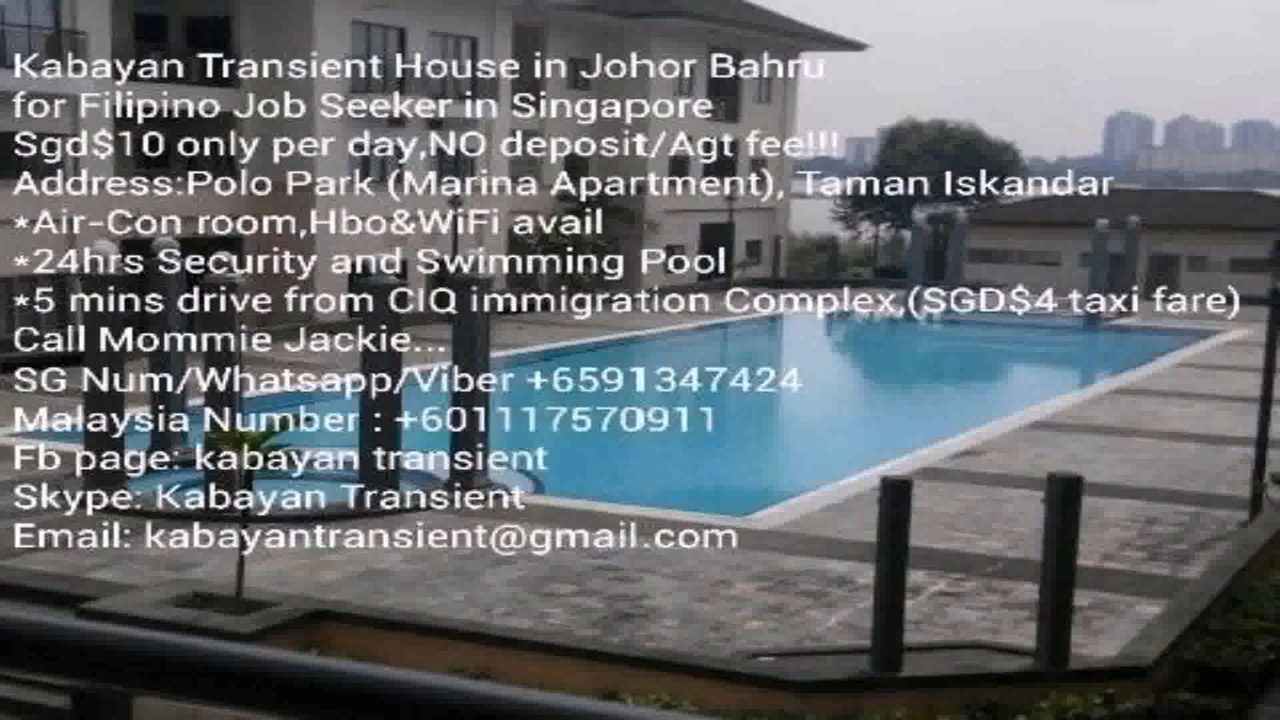 Kabayan Transient House in Johor Bahru
for Filipino Job Seeker in Singapore
Sgd$10 only per day,NO deposit/Agt fee!!!
Address:Polo Park (Marina Apartment), Taman Iskandar
*Air-Con room,Hbo&WiFi avail
*24hrs Security and Swimming Pool
*5 mins drive from CIQ immigration Complex,(SGD$4 taxi fare)
Call Mommie Jackie...
SG Num/Whatsapp/Viber +6591347424
Malaysia Number : +601117570911
Fb page: kabayan transient
Skype: Kabayan Transient
Email: kabayantransient@gmail.com